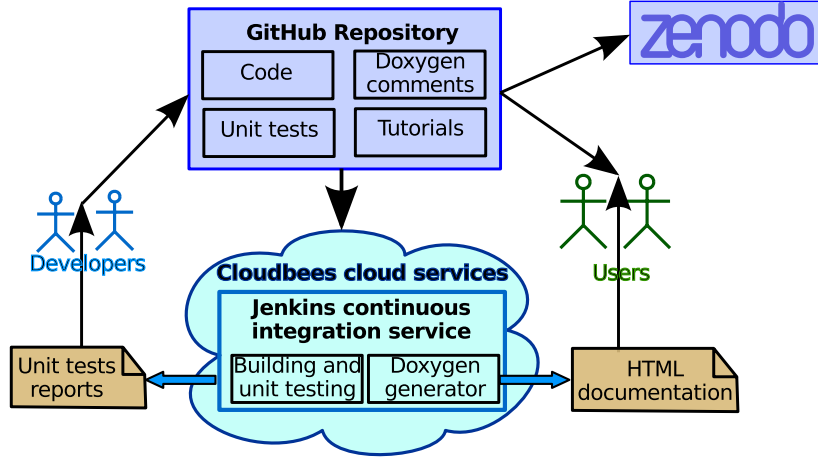 GitHub Repository
zenodo
Code
Doxygen
comments
Unit tests
Tutorials
Developers
Users
Cloudbees cloud services
Jenkins continuous
integration service
Building and
unit testing
Doxygen
generator
Unit tests
reports
HTML
documentation